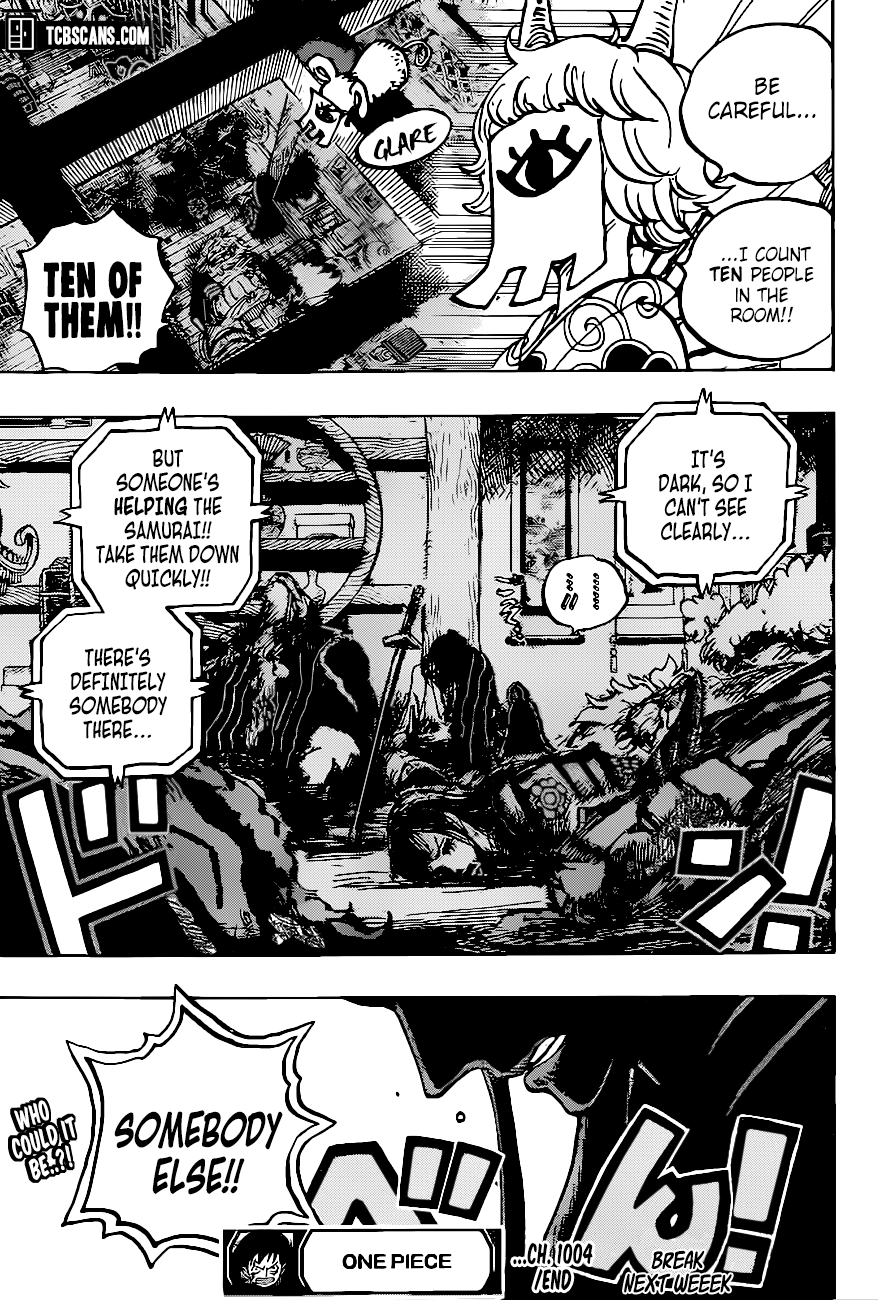 TCBSCANS.COM
BE
CAREFUL...
GLARE
...I COUNT
TEN PEOPLE
IN THE
ROOM!!
TEN OF
THEM!!
IT'S
DARK, SO I
CAN'T SEE
CLEARLY...
BUT
SOMEONE'S
HELPING THE
SAMURAI!!
TAKE THEM DOWN
QUICKLY!!
THERE'S
DEFINITELY
SOMEBODY
THERE...
ド
ン!!
SOMEBODY
ELSE!!
WHO
COULD IT
BE..?!
ONE PIECE
...CH. 1004
/END
BREAK
NEXT WEEEK